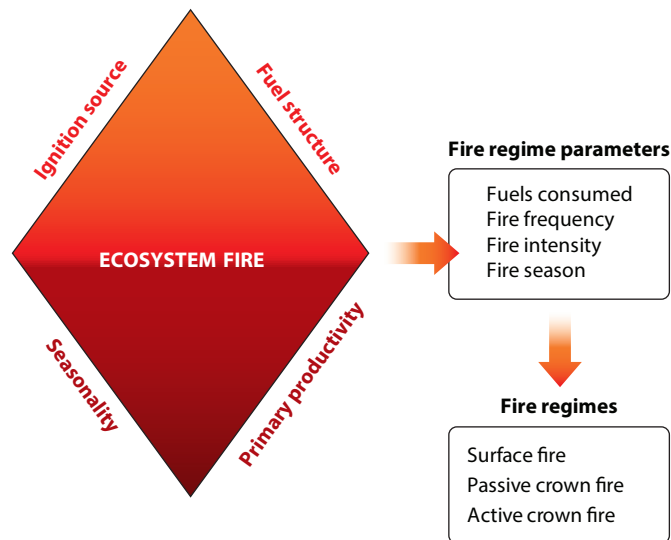 Ignition source
Fuel structure
ECOSYSTEM FIRE
Seasonality
Primary productivity
Fire regime parameters
Fuels consumed
Fire frequency
Fire intensity
Fire season
Fire regimes
Surface fire
Passive crown fire
Active crown fire